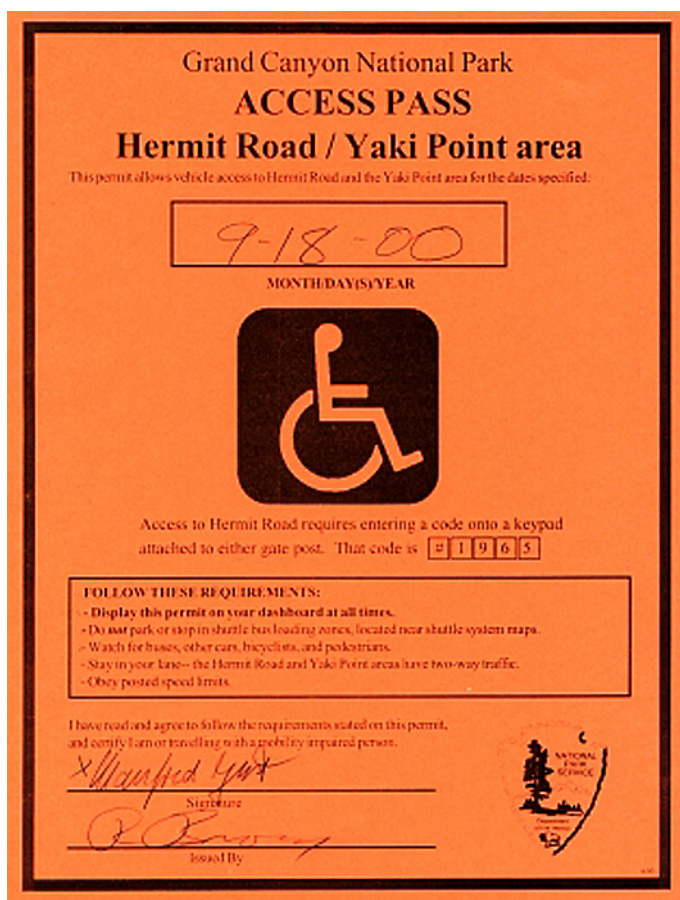 Grand Canyon National Park
ACCESS PASS
Hermit Road / Yaki Point area
This permit allows vehicle access to Hermit Road and the Yaki Point area for the dates specified:
9-18-00
MONTH/DAY(S)/YEAR
Access to Hermit Road requires entering a code onto a keypad
attached to either gate post. That code is # 1 9 6 5
FOLLOW THESE REQUIREMENTS:
- Display this permit on your dashboard at all times.
- Do not park or stop in shuttle bus loading zones, located near shuttle system maps.
- Watch for buses, other cars, bicyclists, and pedestrians.
- Stay in your lane-- the Hermit Road and Yaki Point areas have two-way traffic.
- Obey posted speed limits.
I have read and agree to follow the requirements stated on this permit,
and certify I am or travelling with a mobility impaired person.
x Manfred
Signature
Issued By
NATIONAL
PARK
SERVICE
Department